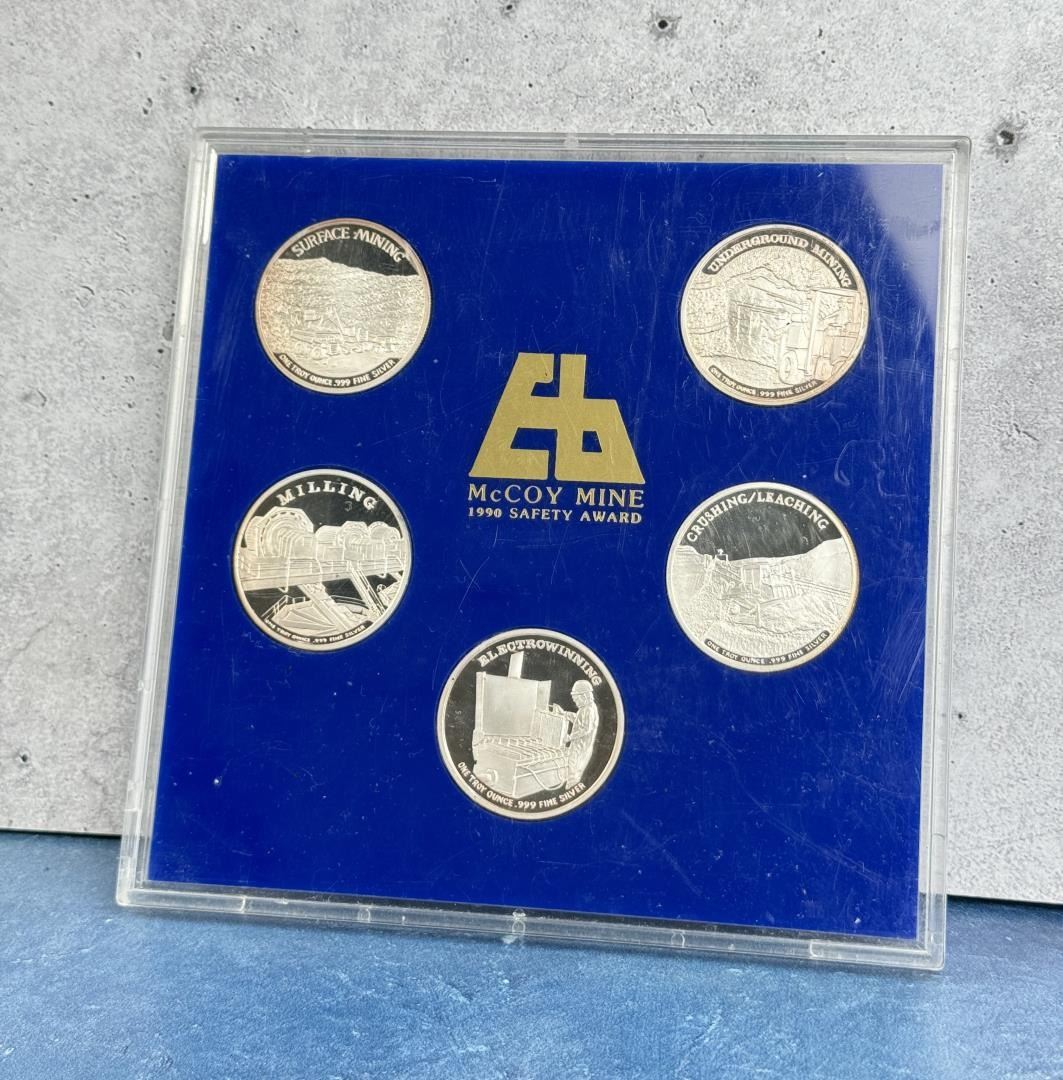 SURFACE MINING
ONE TROY OUNCE .999 FINE SILVER
UNDERGROUND MINING
ONE TROY OUNCE .999 FINE SILVER
Eb
McCOY MINE
1990 SAFETY AWARD
MILLING
ONE TROY OUNCE .999 FINE SILVER
CRUSHING/LEACHING
ONE TROY OUNCE .999 FINE SILVER
ELECTROWINNING
ONE TROY OUNCE .999 FINE SILVER